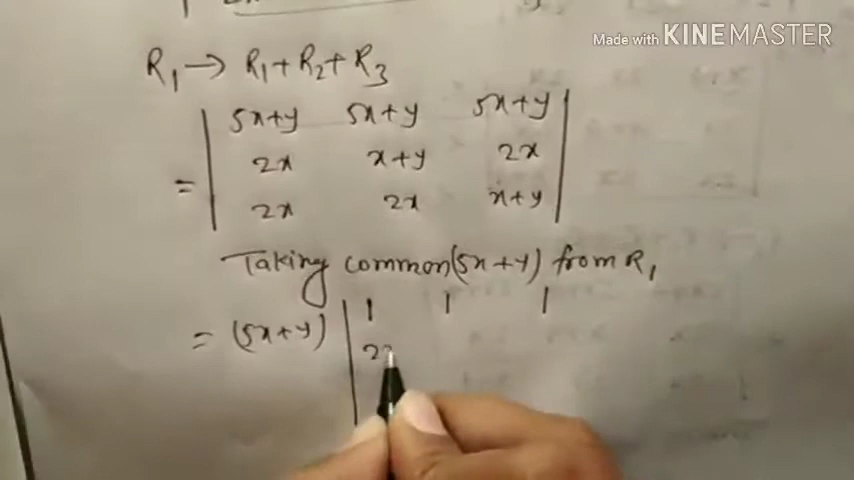 Made with KINEMASTER
R₁ → R₁ + R₂ + R₃
| 5x+y 5x+y 5x+y |
| 2x x+y 2x |
= | 2x 2x x+y |
Taking common (5x+y) from R₁
= (5x+y) | 1 1 1
2x